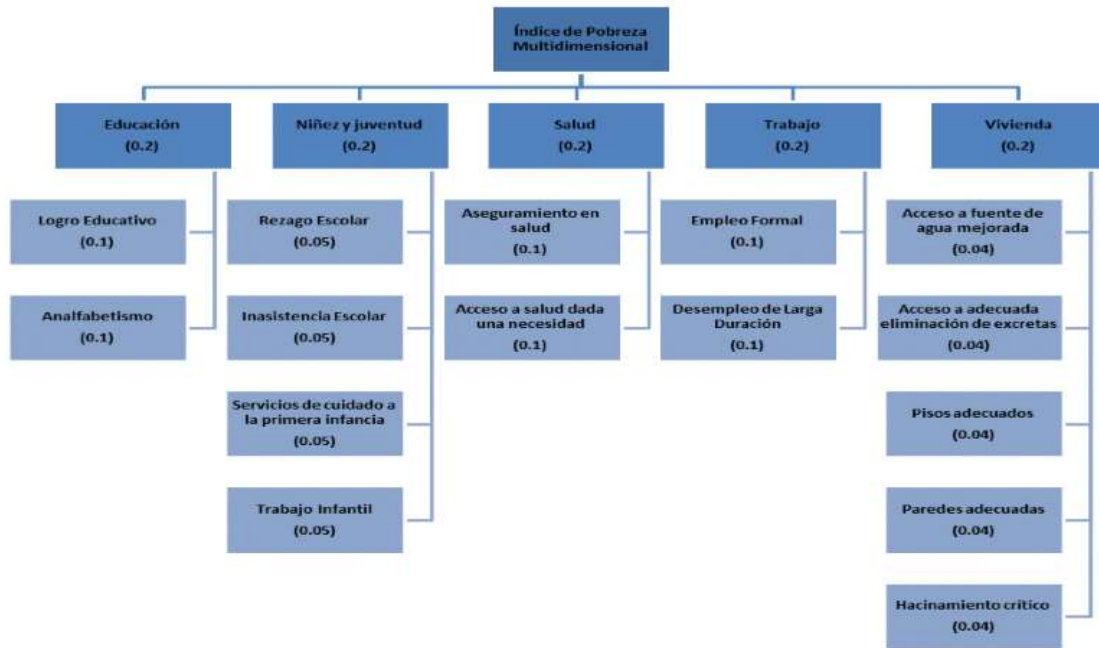 Índice de Pobreza
Multidimensional
Educación
(0.2)
Niñez y juventud
(0.2)
Salud
(0.2)
Trabajo
(0.2)
Vivienda
(0.2)
Logro Educativo
(0.1)
Analfabetismo
(0.1)
Rezago Escolar
(0.05)
Inasistencia Escolar
(0.05)
Servicios de cuidado a
la primera infancia
(0.05)
Trabajo Infantil
(0.05)
Aseguramiento en
salud
(0.1)
Acceso a salud dada
una necesidad
(0.1)
Empleo Formal
(0.1)
Desempleo de Larga
Duración
(0.1)
Acceso a fuente de
agua mejorada
(0.04)
Acceso a adecuada
eliminación de excretas
(0.04)
Pisos adecuados
(0.04)
Paredes adecuadas
(0.04)
Hacinamiento crítico
(0.04)